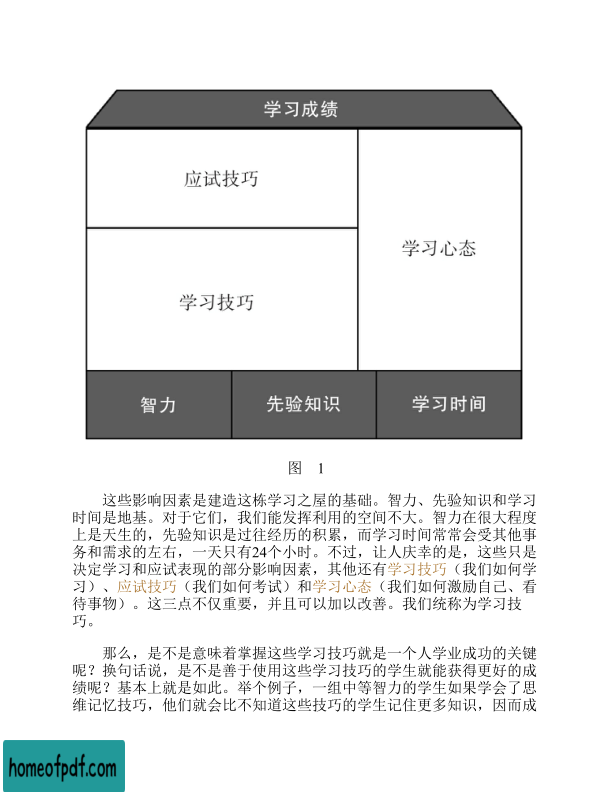 学习成绩
应试技巧
学习心态
学习技巧
智力
先验知识
学习时间
图 1
这些影响因素是建造这栋学习之屋的基础。智力、先验知识和学习
时间是地基。对于它们，我们能发挥利用的空间不大。智力在很大程度
上是天生的，先验知识是过往经历的积累，而学习时间常常会受其他事
务和需求的左右，一天只有24个小时。不过，让人庆幸的是，这些只是
决定学习和应试表现的部分影响因素，其他还有学习技巧（我们如何学
习）、应试技巧（我们如何考试）和学习心态（我们如何激励自己、看
待事物）。这三点不仅重要，并且可以加以改善。我们统称为学习技
巧。
那么，是不是意味着掌握这些学习技巧就是一个人学业成功的关键
呢？换句话说，是不是善于使用这些学习技巧的学生就能获得更好的成
绩呢？基本上就是如此。举个例子，一组中等智力的学生如果学会了思
维记忆技巧，他们就会比不知道这些技巧的学生记住更多知识，因而成
homeofpdf.com